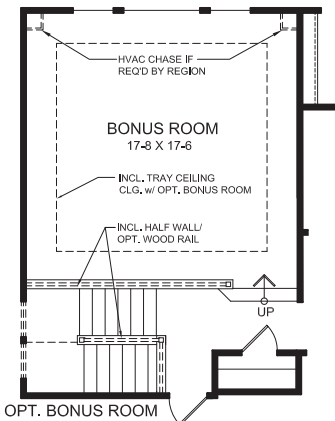 HVAC CHASE IF
REQ'D BY REGION
BONUS ROOM
17-8 X 17-6
INCL. TRAY CEILING
CLG. w/ OPT. BONUS ROOM
INCL. HALF WALL/
OPT. WOOD RAIL
UP
OPT. BONUS ROOM